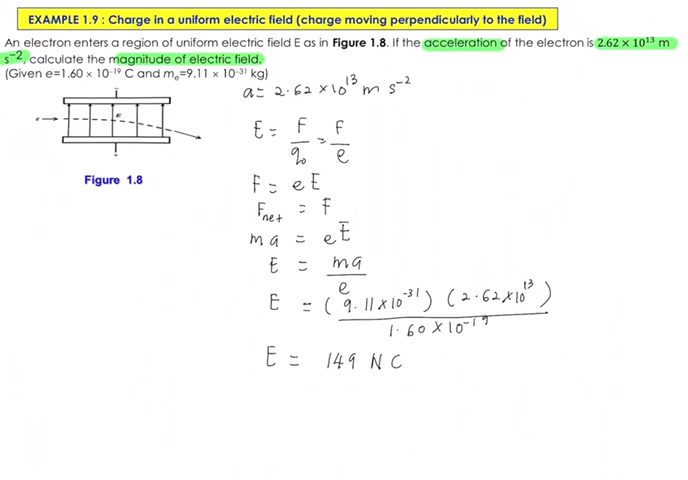 EXAMPLE 1.9 : Charge in a uniform electric field (charge moving perpendicularly to the field)
An electron enters a region of uniform electric field E as in Figure 1.8. If the acceleration of the electron is 2.62 × 10¹³ m
s⁻², calculate the magnitude of electric field.
(Given e=1.60 × 10⁻¹⁹ C and mₑ=9.11 × 10⁻³¹ kg)
a = 2.62 × 10¹³ m s⁻²
e
E
Figure 1.8
E = F/q₀ = F/e
F = eE
Fnet = F
ma = eE
E = ma/e
E = (9.11 × 10⁻³¹) (2.62 × 10¹³) / 1.60 × 10⁻¹⁹
E = 149 N C